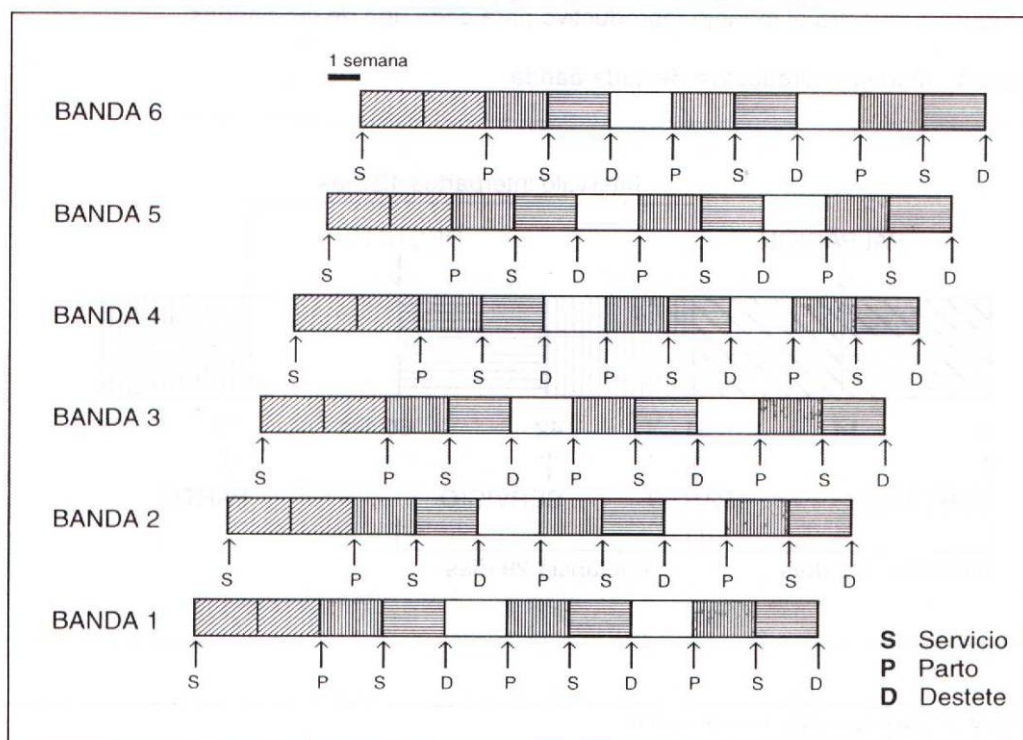 1 semana
BANDA 6
S P S D P S D P S D
BANDA 5
S P S D P S D P S D
BANDA 4
S P S D P S D P S D
BANDA 3
S P S D P S D P S D
BANDA 2
S P S D P S D P S D
BANDA 1
S P S D P S D P S D
S Servicio
P Parto
D Destete